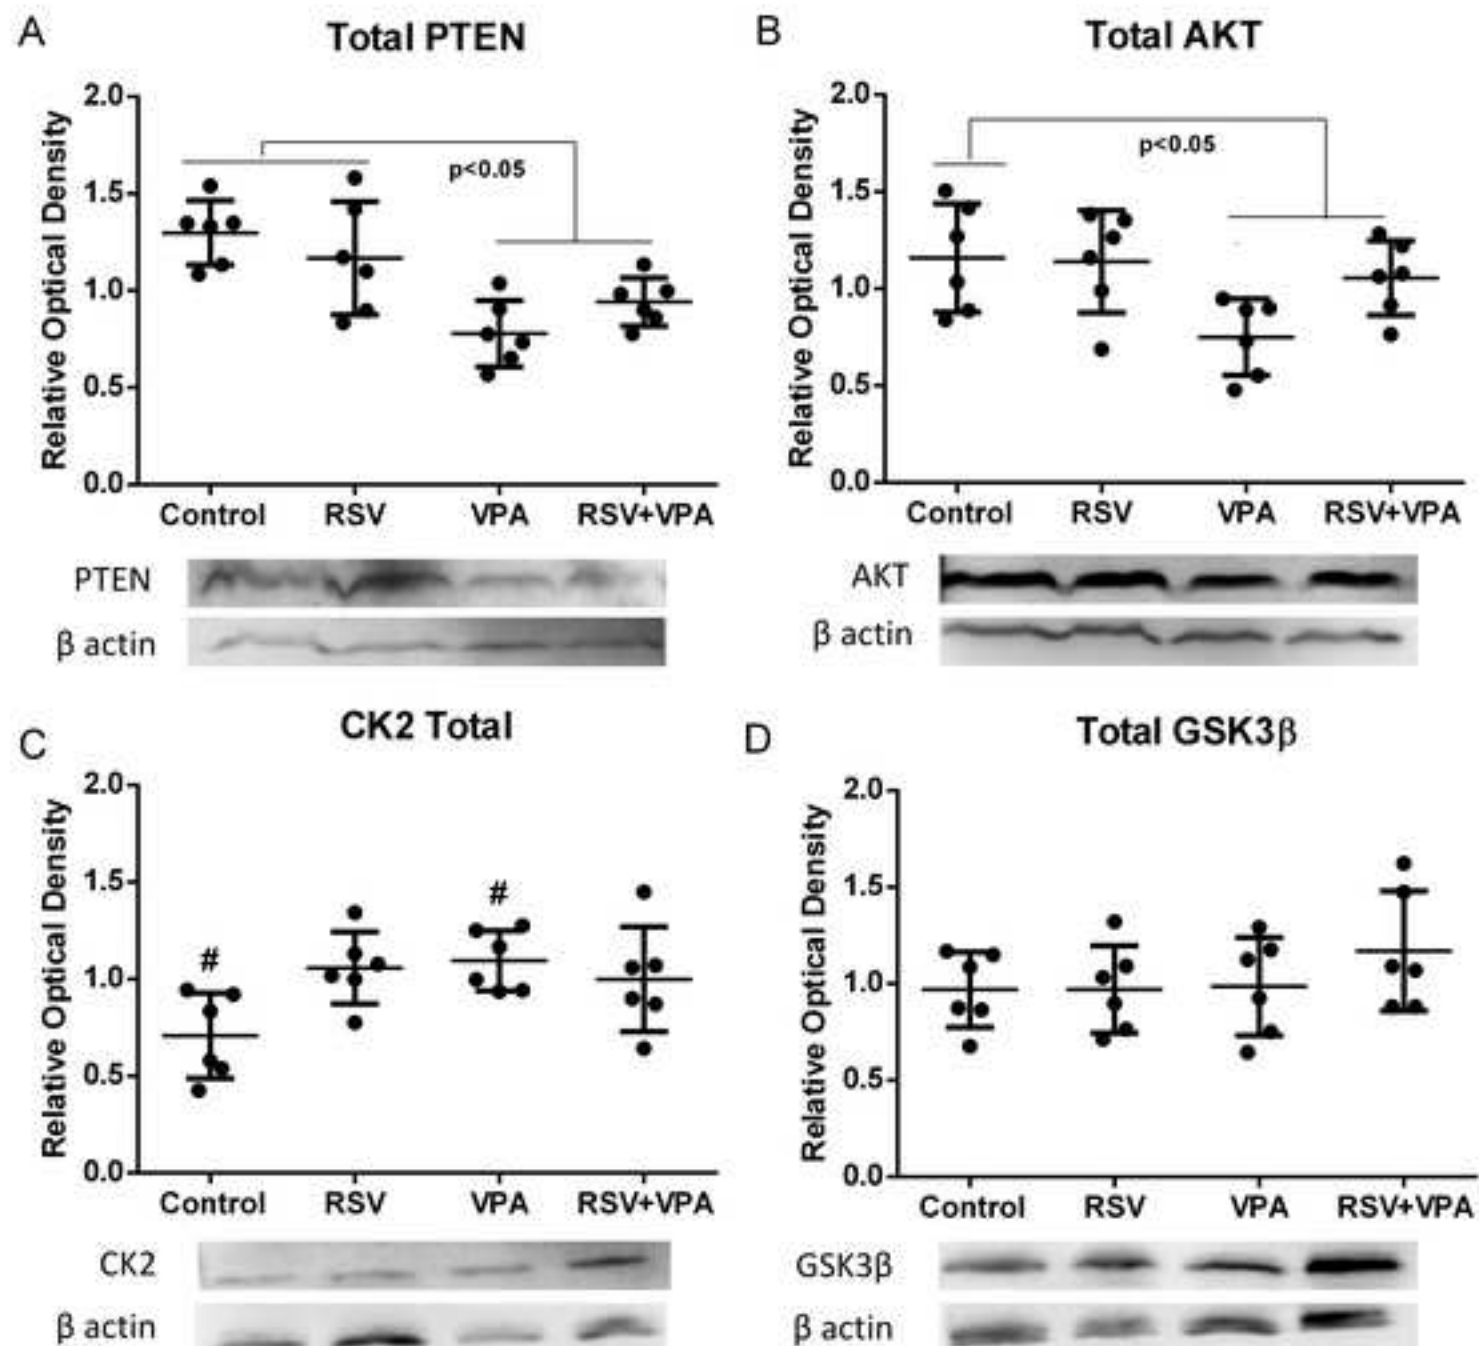 A
Total PTEN
Relative Optical Density
2.0
1.5
1.0
0.5
0.0
p<0.05
Control RSV VPA RSV+VPA
PTEN
β actin
B
Total AKT
Relative Optical Density
2.0
1.5
1.0
0.5
0.0
p<0.05
Control RSV VPA RSV+VPA
AKT
β actin
C
CK2 Total
Relative Optical Density
2.0
1.5
1.0
0.5
0.0
#
#
Control RSV VPA RSV+VPA
CK2
β actin
D
Total GSK3β
Relative Optical Density
2.0
1.5
1.0
0.5
0.0
Control RSV VPA RSV+VPA
GSK3β
β actin